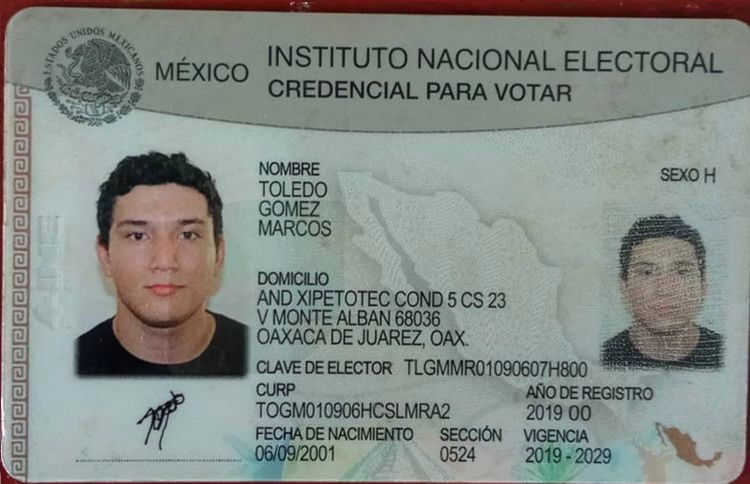 ESTADOS UNIDOS MEXICANOS
MÉXICO
INSTITUTO NACIONAL ELECTORAL
CREDENCIAL PARA VOTAR
NOMBRE
TOLEDO
GOMEZ
MARCOS
SEXO H
DOMICILIO
AND XIPETOTEC COND 5 CS 23
V MONTE ALBAN 68036
OAXACA DE JUAREZ, OAX.
CLAVE DE ELECTOR TLGMMR01090607H800
CURP
TOGM010906HCSLMRA2
AÑO DE REGISTRO
2019 00
FECHA DE NACIMIENTO
06/09/2001
SECCIÓN
0524
VIGENCIA
2019 - 2029
INE